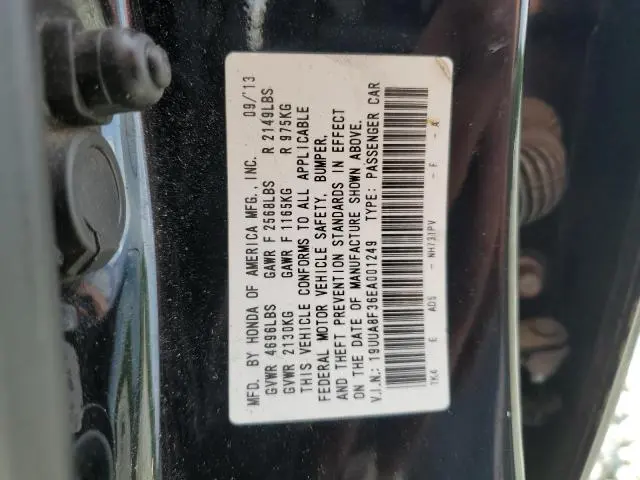 MFD. BY HONDA OF AMERICA MFG., INC. 09/13
GVWR 4696LBS GAWR F 2568LBS R 2149LBS
GVWR 2130KG GAWR F 1165KG R 975KG
THIS VEHICLE CONFORMS TO ALL APPLICABLE
FEDERAL MOTOR VEHICLE SAFETY, BUMPER,
AND THEFT PREVENTION STANDARDS IN EFFECT
ON THE DATE OF MANUFACTURE SHOWN ABOVE.
V.I.N.: 19UUA8F36EA001249 TYPE: PASSENGER CAR
TK4 E AD6 - NH731PV - F - A